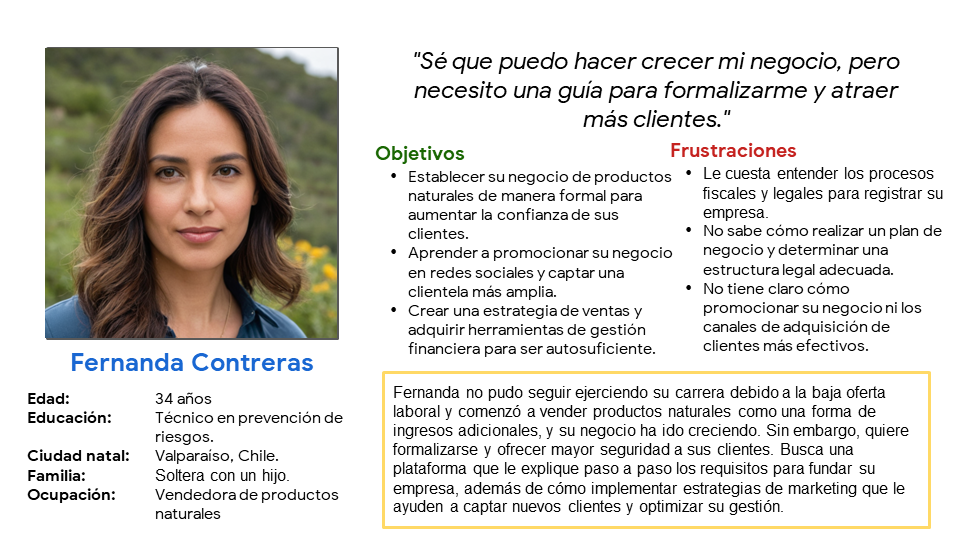 "Sé que puedo hacer crecer mi negocio, pero
necesito una guía para formalizarme y atraer
más clientes."
Objetivos
• Establecer su negocio de productos
naturales de manera formal para
aumentar la confianza de sus
clientes.
• Aprender a promocionar su negocio
en redes sociales y captar una
clientela más amplia.
• Crear una estrategia de ventas y
adquirir herramientas de gestión
financiera para ser autosuficiente.
Frustraciones
• Le cuesta entender los procesos
fiscales y legales para registrar su
empresa.
• No sabe cómo realizar un plan de
negocio y determinar una
estructura legal adecuada.
• No tiene claro cómo
promocionar su negocio ni los
canales de adquisición de
clientes más efectivos.
Fernanda Contreras
Edad: 34 años
Educación: Técnico en prevención de
riesgos.
Ciudad natal: Valparaíso, Chile.
Familia: Soltera con un hijo.
Ocupación: Vendedora de productos
naturales
Fernanda no pudo seguir ejerciendo su carrera debido a la baja oferta
laboral y comenzó a vender productos naturales como una forma de
ingresos adicionales, y su negocio ha ido creciendo. Sin embargo, quiere
formalizarse y ofrecer mayor seguridad a sus clientes. Busca una
plataforma que le explique paso a paso los requisitos para fundar su
empresa, además de cómo implementar estrategias de marketing que le
ayuden a captar nuevos clientes y optimizar su gestión.